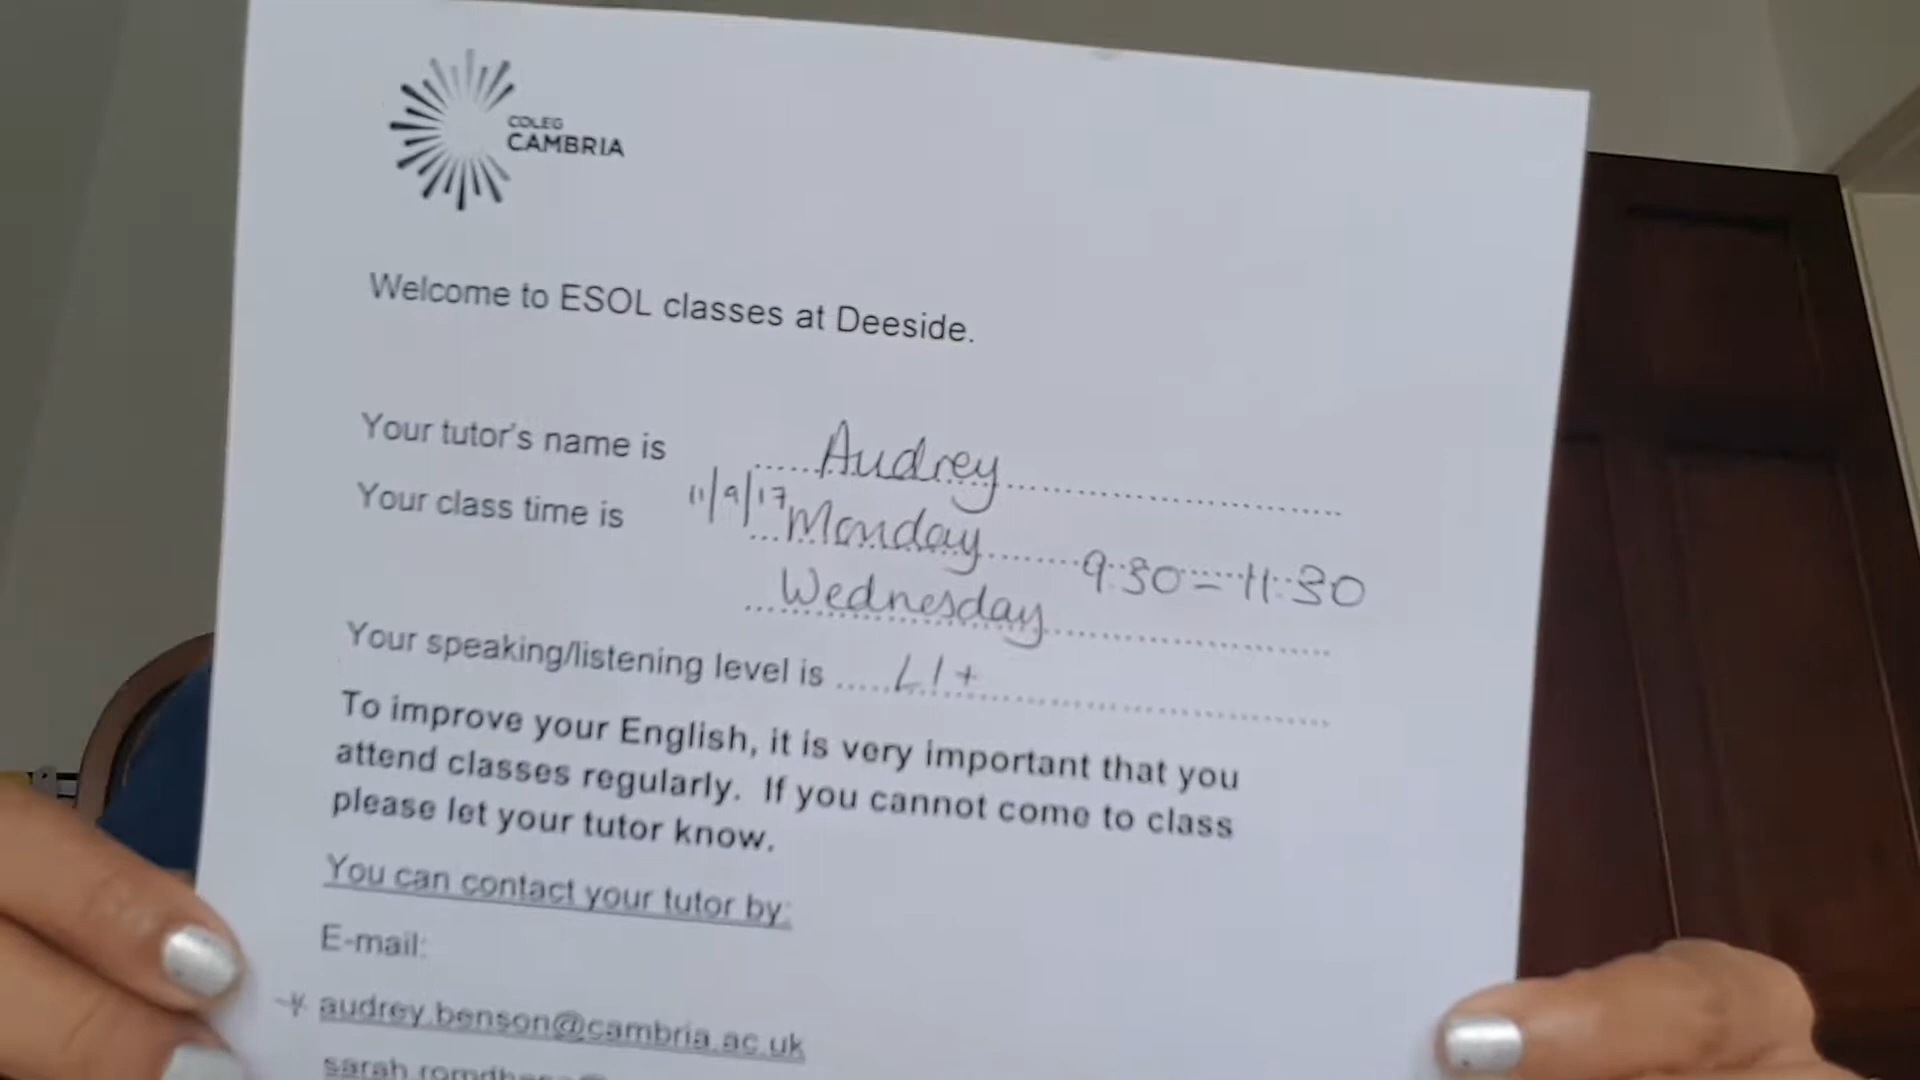 COLEG
CAMBRIA
Welcome to ESOL classes at Deeside.
Your tutor's name is ......Audrey..............................
Your class time is 11/9/17 ...Monday........9:30-11:30
...Wednesday..............................
Your speaking/listening level is .....L1+..............................
To improve your English, it is very important that you
attend classes regularly. If you cannot come to class
please let your tutor know.
You can contact your tutor by:
E-mail:
* audrey.benson@cambria.ac.uk
sarah